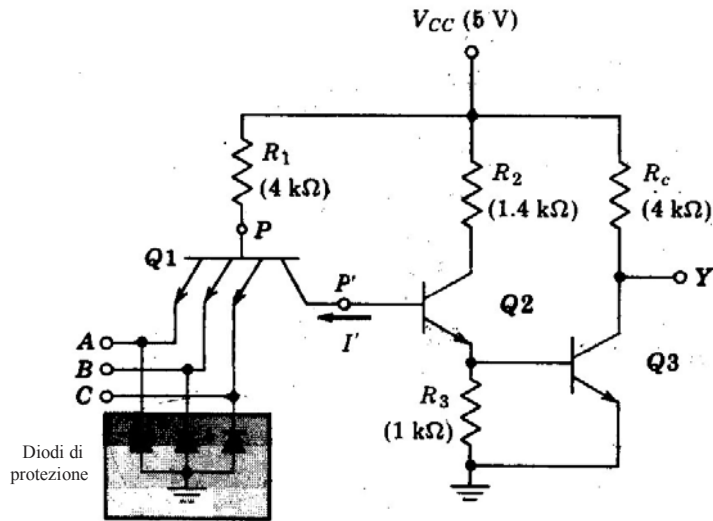 V_CC (5 V)
R_1
(4 kΩ)
R_2
(1.4 kΩ)
R_c
(4 kΩ)
P
Q1
P'
I'
Q2
Y
Q3
A
B
C
R_3
(1 kΩ)
Diodi di
protezione